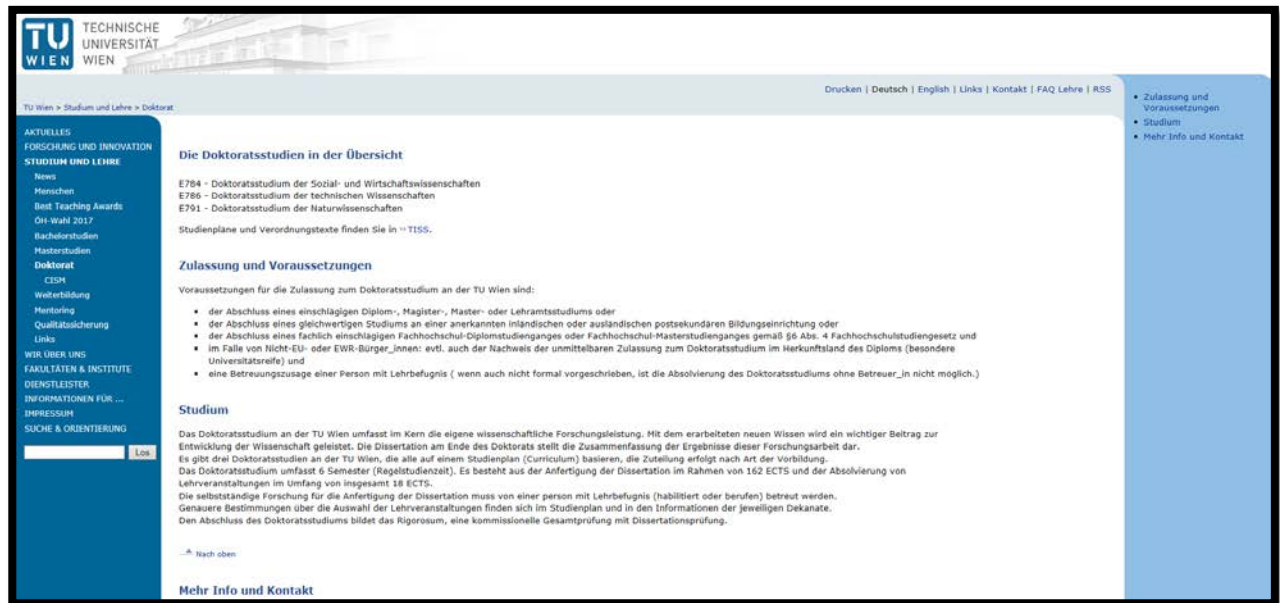 TU WIEN
TECHNISCHE
UNIVERSITÄT
WIEN
Drucken | Deutsch | English | Links | Kontakt | FAQ Lehre | RSS
TU Wien > Studium und Lehre > Doktorat
AKTUELLES
FORSCHUNG UND INNOVATION
STUDIUM UND LEHRE
News
Menschen
Best Teaching Awards
ÖH-Wahl 2017
Bachelorstudien
Masterstudien
Doktorat
CISM
Weiterbildung
Mentoring
Qualitätssicherung
Links
WIR ÜBER UNS
FAKULTÄTEN & INSTITUTE
DIENSTLEISTER
INFORMATIONEN FÜR ...
IMPRESSUM
SUCHE & ORIENTIERUNG
Los
Die Doktoratsstudien in der Übersicht
E784 - Doktoratsstudium der Sozial- und Wirtschaftswissenschaften
E786 - Doktoratsstudium der technischen Wissenschaften
E791 - Doktoratsstudium der Naturwissenschaften
Studienpläne und Verordnungstexte finden Sie in TISS.
Zulassung und Voraussetzungen
Voraussetzungen für die Zulassung zum Doktoratsstudium an der TU Wien sind:
• der Abschluss eines einschlägigen Diplom-, Magister-, Master- oder Lehramtsstudiums oder
• der Abschluss eines gleichwertigen Studiums an einer anerkannten inländischen oder ausländischen postsekundären Bildungseinrichtung oder
• der Abschluss eines fachlich einschlägigen Fachhochschul-Diplomstudienganges oder Fachhochschul-Masterstudienganges gemäß §6 Abs. 4 Fachhochschulstudiengesetz und
• im Falle von Nicht-EU- oder EWR-Bürger_innen: evtl. auch der Nachweis der unmittelbaren Zulassung zum Doktoratsstudium im Herkunftsland des Diploms (besondere
Universitätsreife) und
• eine Betreuungszusage einer Person mit Lehrbefugnis ( wenn auch nicht formal vorgeschrieben, ist die Absolvierung des Doktoratsstudiums ohne Betreuer_in nicht möglich.)
Studium
Das Doktoratsstudium an der TU Wien umfasst im Kern die eigene wissenschaftliche Forschungsleistung. Mit dem erarbeiteten neuen Wissen wird ein wichtiger Beitrag zur
Entwicklung der Wissenschaft geleistet. Die Dissertation am Ende des Doktorats stellt die Zusammenfassung der Ergebnisse dieser Forschungsarbeit dar.
Es gibt drei Doktoratsstudien an der TU Wien, die alle auf einem Studienplan (Curriculum) basieren, die Zuteilung erfolgt nach Art der Vorbildung.
Das Doktoratsstudium umfasst 6 Semester (Regelstudienzeit). Es besteht aus der Anfertigung der Dissertation im Rahmen von 162 ECTS und der Absolvierung von
Lehrveranstaltungen im Umfang von insgesamt 18 ECTS.
Die selbstständige Forschung für die Anfertigung der Dissertation muss von einer person mit Lehrbefugnis (habilitiert oder berufen) betreut werden.
Genauere Bestimmungen über die Auswahl der Lehrveranstaltungen finden sich im Studienplan und in den Informationen der jeweiligen Dekanate.
Den Abschluss des Doktoratsstudiums bildet das Rigorosum, eine kommissionelle Gesamtprüfung mit Dissertationsprüfung.
Nach oben
Mehr Info und Kontakt
• Zulassung und
Voraussetzungen
• Studium
• Mehr Info und Kontakt